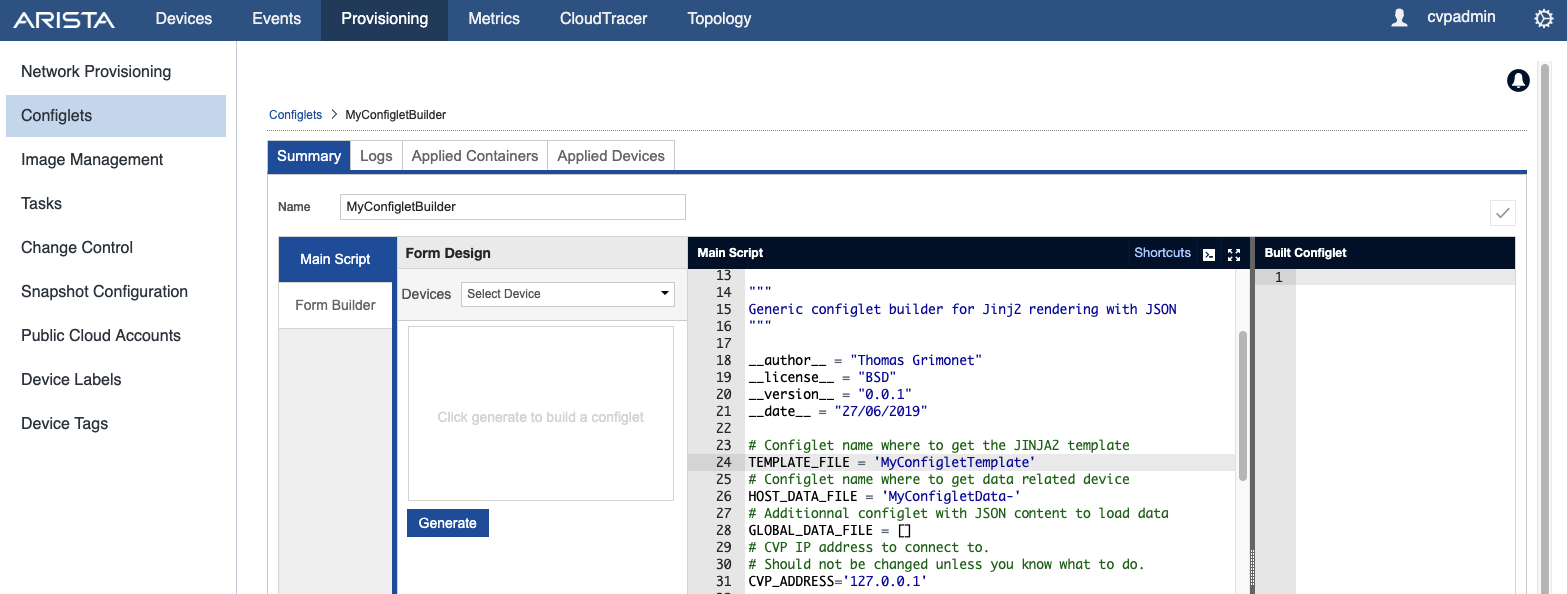 ARISTA Devices Events Provisioning Metrics CloudTracer Topology cvpadmin
Network Provisioning
Configlets
Image Management
Tasks
Change Control
Snapshot Configuration
Public Cloud Accounts
Device Labels
Device Tags
Configlets > MyConfigletBuilder
Summary Logs Applied Containers Applied Devices
Name MyConfigletBuilder
Main Script
Form Builder
Form Design
Devices Select Device
Click generate to build a configlet
Generate
Main Script Shortcuts
13
14 """
15 Generic configlet builder for Jinj2 rendering with JSON
16 """
17
18 __author__ = "Thomas Grimonet"
19 __license__ = "BSD"
20 __version__ = "0.0.1"
21 __date__ = "27/06/2019"
22
23 # Configlet name where to get the JINJA2 template
24 TEMPLATE_FILE = 'MyConfigletTemplate'
25 # Configlet name where to get data related device
26 HOST_DATA_FILE = 'MyConfigletData-'
27 # Additionnal configlet with JSON content to load data
28 GLOBAL_DATA_FILE = []
29 # CVP IP address to connect to.
30 # Should not be changed unless you know what to do.
31 CVP_ADDRESS='127.0.0.1'
Built Configlet
1